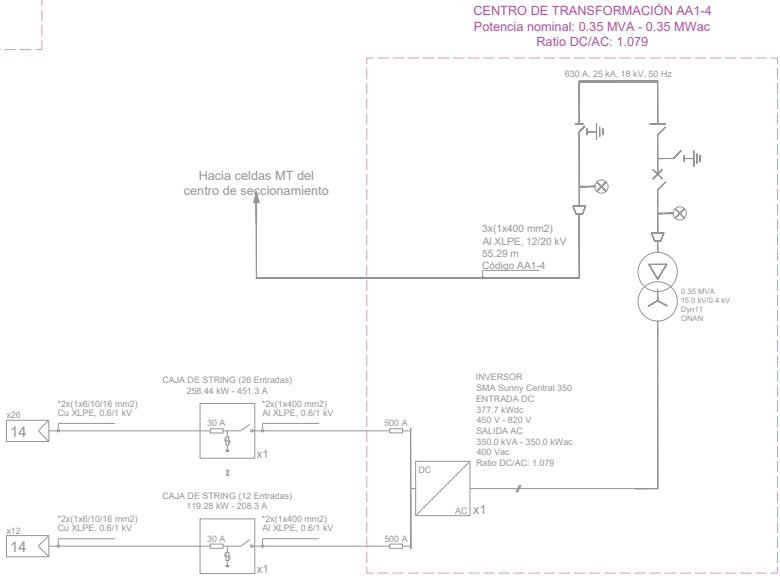 CENTRO DE TRANSFORMACIÓN AA1-4
Potencia nominal: 0.35 MVA - 0.35 MWac
Ratio DC/AC: 1.079
630 A, 25 kA, 18 kV, 50 Hz
Hacia celdas MT del
centro de seccionamiento
3x(1x400 mm2)
Al XLPE, 12/20 kV
55.29 m
Código AA1-4
0.35 MVA
15.0 kV/0.4 kV
Dyn11
ONAN
INVERSOR
SMA Sunny Central 350
ENTRADA DC
377.7 kWdc
450 V - 820 V
SALIDA AC
350.0 kVA - 350.0 kWac
400 Vac
Ratio DC/AC: 1.079
CAJA DE STRING (26 Entradas)
258.44 kW - 451.3 A
x26
14
*2x(1x6/10/16 mm2)
Cu XLPE, 0.6/1 kV
30 A
x1
*2x(1x400 mm2)
Al XLPE, 0.6/1 kV
500 A
DC
AC
x1
CAJA DE STRING (12 Entradas)
119.28 kW - 208.3 A
x12
14
*2x(1x6/10/16 mm2)
Cu XLPE, 0.6/1 kV
30 A
x1
*2x(1x400 mm2)
Al XLPE, 0.6/1 kV
500 A